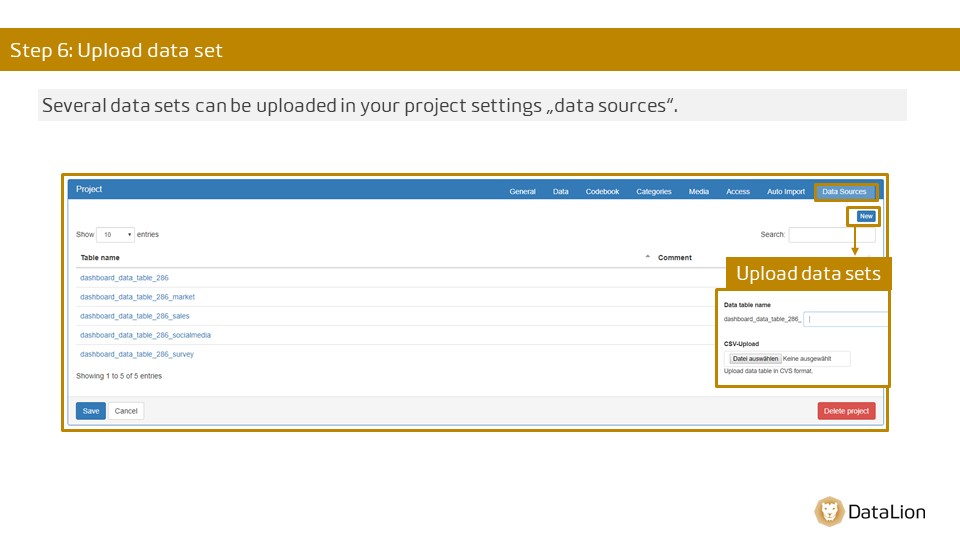 Step 6: Upload data set
Several data sets can be uploaded in your project settings „data sources“.
Project General Data Codebook Categories Media Access Auto Import Data Sources
New
Show 10 entries Search:
Table name Comment
Upload data sets
dashboard_data_table_286
dashboard_data_table_286_market
dashboard_data_table_286_sales
dashboard_data_table_286_socialmedia
dashboard_data_table_286_survey
Showing 1 to 5 of 5 entries
Data table name
dashboard_data_table_286_
CSV-Upload
Datei auswählen Keine ausgewählt
Upload data table in CVS format.
Save Cancel Delete project
DataLion